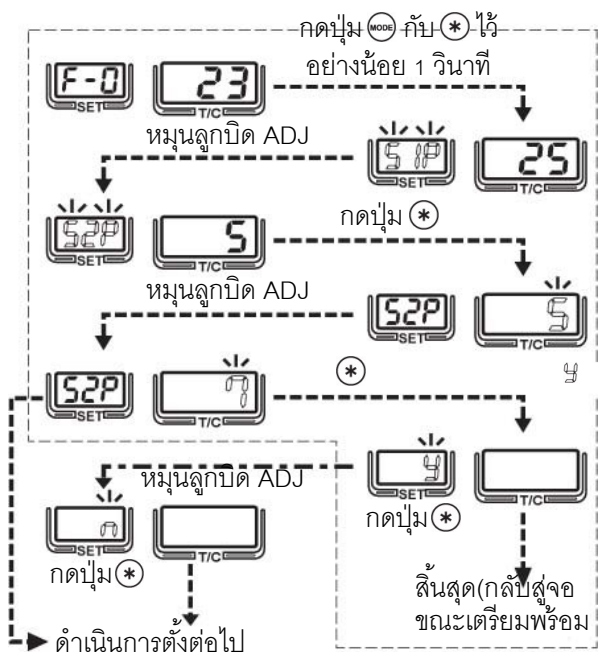 กดปุ่ม MODE กับ * ไว้
อย่างน้อย 1 วินาที
F-0 SET 23 T/C
หมุนลูกบิด ADJ
S1P SET 25 T/C
S2P SET 5 T/C
กดปุ่ม *
หมุนลูกบิด ADJ
S2P SET 5 T/C
S2P SET 7 T/C
*
y
หมุนลูกบิด ADJ
y SET T/C
กดปุ่ม *
n SET T/C
กดปุ่ม *
สิ้นสุด(กลับสู่จอ
ขณะเตรียมพร้อม
ดำเนินการตั้งต่อไป